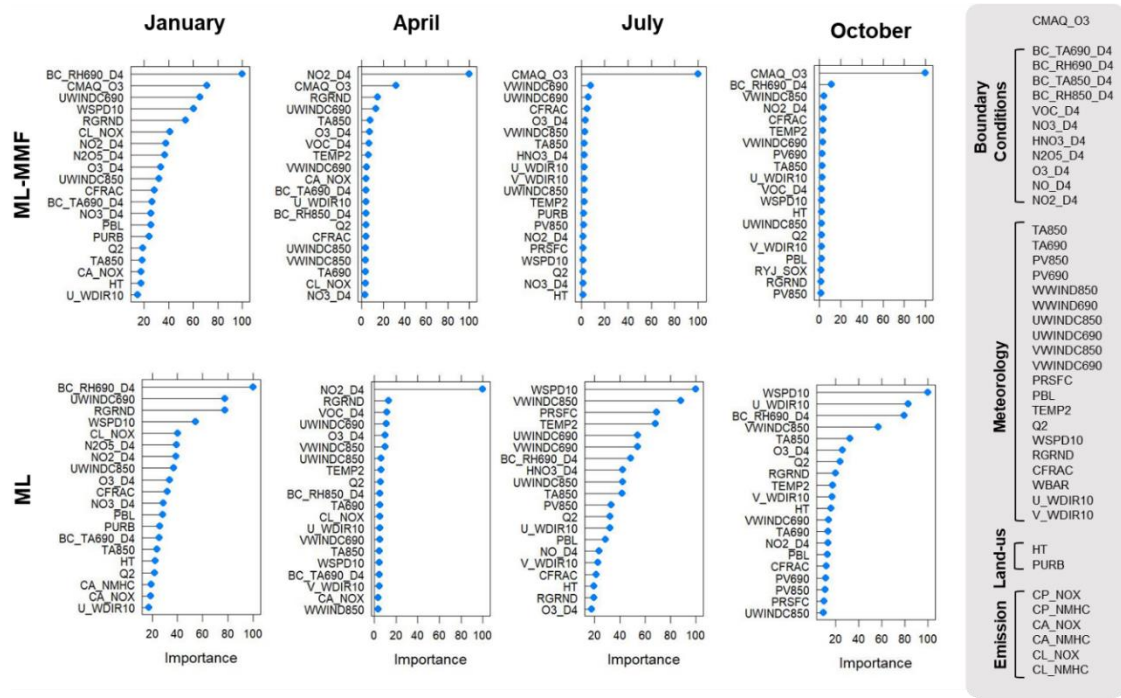 January
April
July
October
ML-MMF
BC_RH690_D4
CMAQ_O3
UWINDC690
WSPD10
RGRND
CL_NOX
NO2_D4
N2O5_D4
O3_D4
UWINDC850
CFRAC
BC_TA690_D4
NO3_D4
PBL
PURB
Q2
TA850
CA_NOX
HT
U_WDIR10
20 40 60 80 100
NO2_D4
CMAQ_O3
RGRND
UWINDC690
TA850
O3_D4
VOC_D4
TEMP2
VWINDC690
CA_NOX
BC_TA690_D4
U_WDIR10
BC_RH850_D4
Q2
CFRAC
UWINDC850
VWINDC850
TA690
CL_NOX
NO3_D4
0 20 40 60 80 100
CMAQ_O3
VWINDC690
UWINDC690
CFRAC
O3_D4
VWINDC850
TA850
HNO3_D4
U_WDIR10
V_WDIR10
UWINDC850
TEMP2
PURB
PV850
NO2_D4
PRSFC
WSPD10
Q2
NO3_D4
HT
0 20 40 60 80 100
CMAQ_O3
BC_RH690_D4
VWINDC850
NO2_D4
CFRAC
TEMP2
VWINDC690
PV690
TA850
U_WDIR10
VOC_D4
WSPD10
HT
UWINDC850
Q2
V_WDIR10
PBL
RYJ_SOX
RGRND
PV850
0 20 40 60 80 100
ML
BC_RH690_D4
UWINDC690
RGRND
WSPD10
CL_NOX
N2O5_D4
NO2_D4
UWINDC850
O3_D4
CFRAC
NO3_D4
PBL
PURB
BC_TA690_D4
TA850
HT
Q2
CA_NMHC
CA_NOX
U_WDIR10
20 40 60 80 100
Importance
NO2_D4
RGRND
VOC_D4
UWINDC690
O3_D4
VWINDC850
UWINDC850
TEMP2
Q2
BC_RH850_D4
TA690
CL_NOX
U_WDIR10
VWINDC690
TA850
WSPD10
BC_TA690_D4
V_WDIR10
CA_NOX
WWIND850
0 20 40 60 80 100
Importance
WSPD10
VWINDC850
PRSFC
TEMP2
UWINDC690
VWINDC690
BC_RH690_D4
HNO3_D4
UWINDC850
TA850
PV850
Q2
U_WDIR10
PBL
NO_D4
V_WDIR10
CFRAC
HT
RGRND
O3_D4
20 40 60 80 100
Importance
WSPD10
U_WDIR10
BC_RH690_D4
VWINDC850
TA850
O3_D4
Q2
RGRND
TEMP2
V_WDIR10
HT
VWINDC690
TA690
NO2_D4
PBL
CFRAC
PV690
PV850
PRSFC
UWINDC850
20 40 60 80 100
Importance
CMAQ_O3
Boundary
Conditions
BC_TA690_D4
BC_RH690_D4
BC_TA850_D4
BC_RH850_D4
VOC_D4
NO3_D4
HNO3_D4
N2O5_D4
O3_D4
NO_D4
NO2_D4
Meteorology
TA850
TA690
PV850
PV690
WWIND850
WWIND690
UWINDC850
UWINDC690
VWINDC850
VWINDC690
PRSFC
PBL
TEMP2
Q2
WSPD10
RGRND
CFRAC
WBAR
U_WDIR10
V_WDIR10
Land-us
HT
PURB
Emission
CP_NOX
CP_NMHC
CA_NOX
CA_NMHC
CL_NOX
CL_NMHC